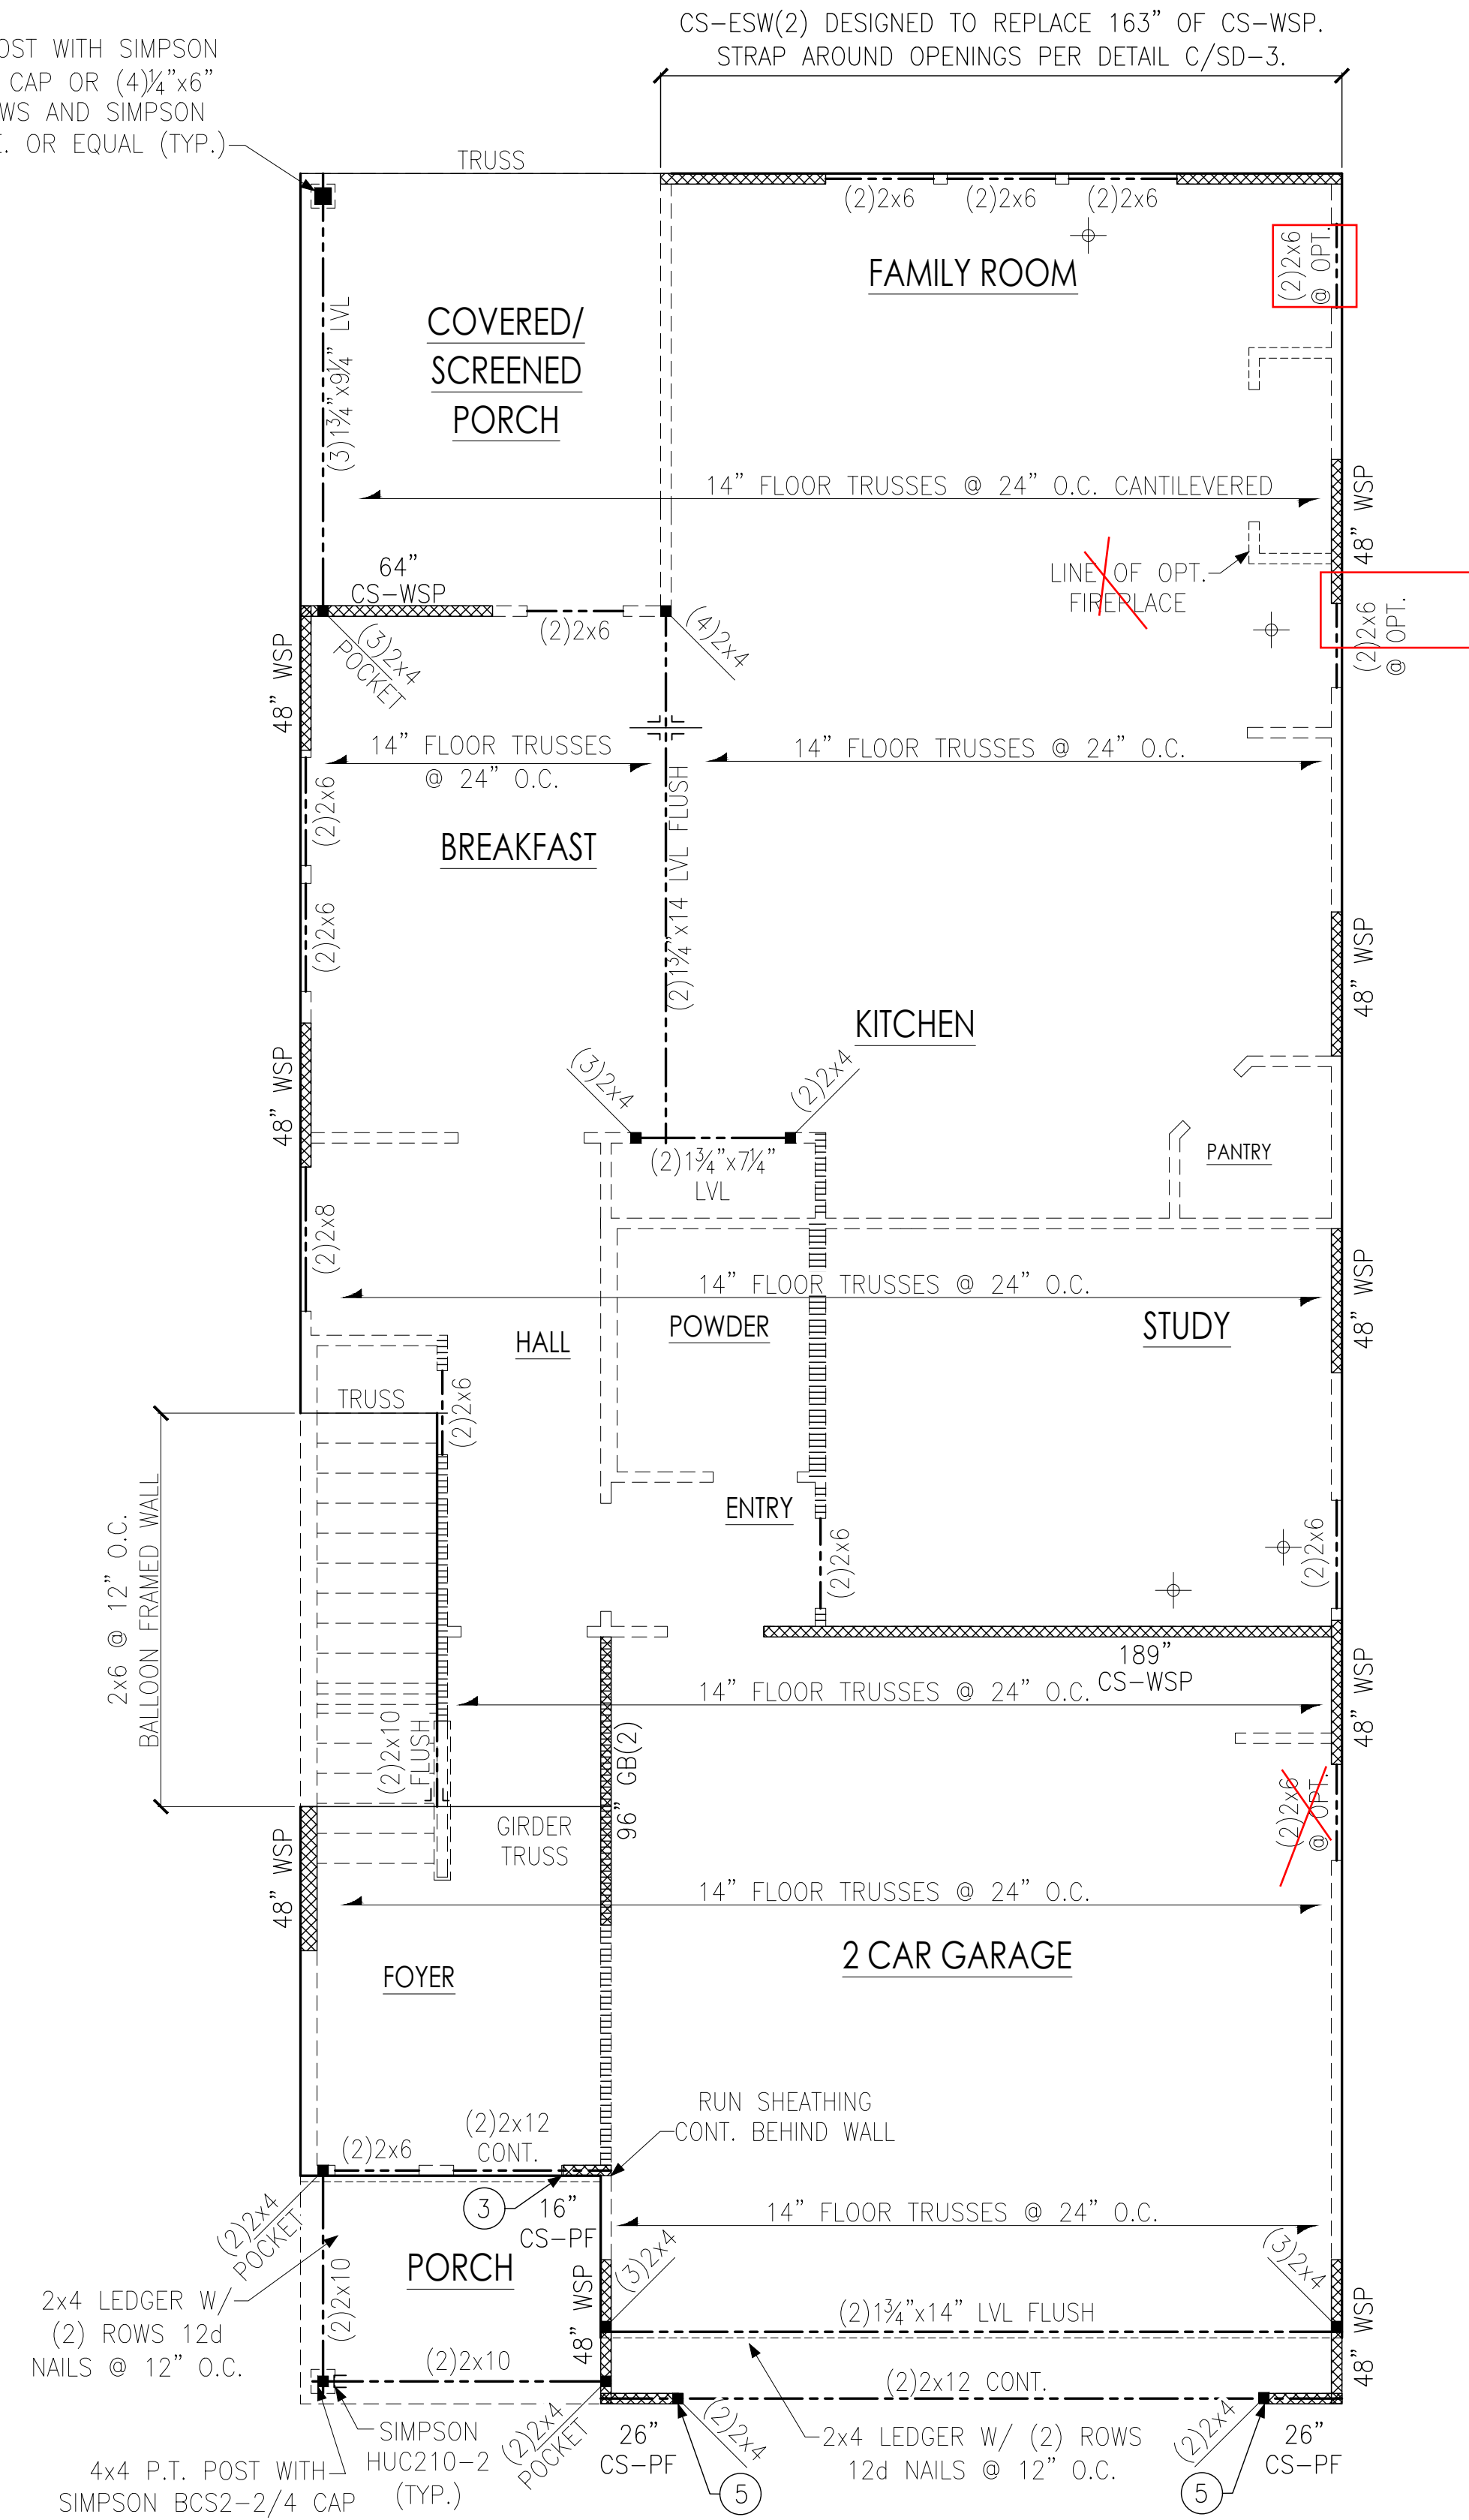 CS-ESW(2) DESIGNED TO REPLACE 163" OF CS-WSP.
STRAP AROUND OPENINGS PER DETAIL C/SD-3.
OST WITH SIMPSON
CAP OR (4)¼"x6"
WS AND SIMPSON
OR EQUAL (TYP.)
TRUSS
(2)2x6
(2)2x6
(2)2x6
(2)2x6
@ OPT.
FAMILY ROOM
COVERED/
SCREENED
PORCH
(3)1¾"x9¼" LVL
14" FLOOR TRUSSES @ 24" O.C. CANTILEVERED
48" WSP
LINE OF OPT.
FIREPLACE
64"
CS-WSP
(2)2x6
(3)2x4
POCKET
(4)2x4
(2)2x6
@ OPT.
48" WSP
14" FLOOR TRUSSES
@ 24" O.C.
14" FLOOR TRUSSES @ 24" O.C.
(2)2x6
(2)1¾"x14 LVL FLUSH
BREAKFAST
(2)2x6
48" WSP
KITCHEN
48" WSP
(3)2x4
(2)2x4
(2)1¾"x7¼"
LVL
PANTRY
(2)2x8
14" FLOOR TRUSSES @ 24" O.C.
48" WSP
HALL
POWDER
STUDY
TRUSS
(2)2x6
2x6 @ 12" O.C.
BALLOON FRAMED WALL
ENTRY
(2)2x6
(2)2x6
189"
CS-WSP
14" FLOOR TRUSSES @ 24" O.C.
48" WSP
(2)2x10
FLUSH
96" GB(2)
GIRDER
TRUSS
(2)2x6
@ OPT.
48" WSP
14" FLOOR TRUSSES @ 24" O.C.
2 CAR GARAGE
FOYER
RUN SHEATHING
CONT. BEHIND WALL
(2)2x6
(2)2x12
CONT.
3
16"
CS-PF
(2)2x4
POCKET
14" FLOOR TRUSSES @ 24" O.C.
PORCH
48" WSP
(3)2x4
(3)2x4
2x4 LEDGER W/
(2) ROWS 12d
NAILS @ 12" O.C.
(2)2x10
(2)1¾"x14" LVL FLUSH
48" WSP
(2)2x10
(2)2x12 CONT.
SIMPSON
HUC210-2
(TYP.)
(2)2x4
POCKET
26"
CS-PF
(2)2x4
5
2x4 LEDGER W/ (2) ROWS
12d NAILS @ 12" O.C.
(2)2x4
26"
CS-PF
5
4x4 P.T. POST WITH
SIMPSON BCS2-2/4 CAP